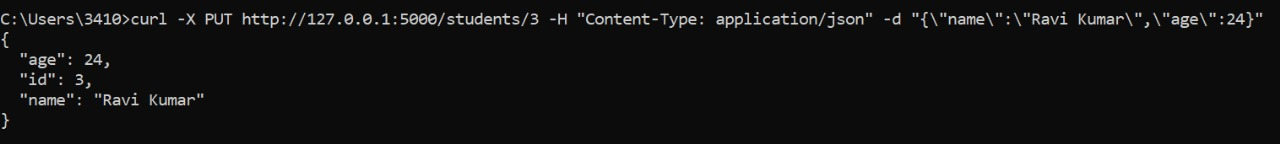 C:\Users\3410>curl -X PUT http://127.0.0.1:5000/students/3 -H "Content-Type: application/json" -d "{\"name\":\"Ravi Kumar\",\"age\":24}"
{
  "age": 24,
  "id": 3,
  "name": "Ravi Kumar"
}